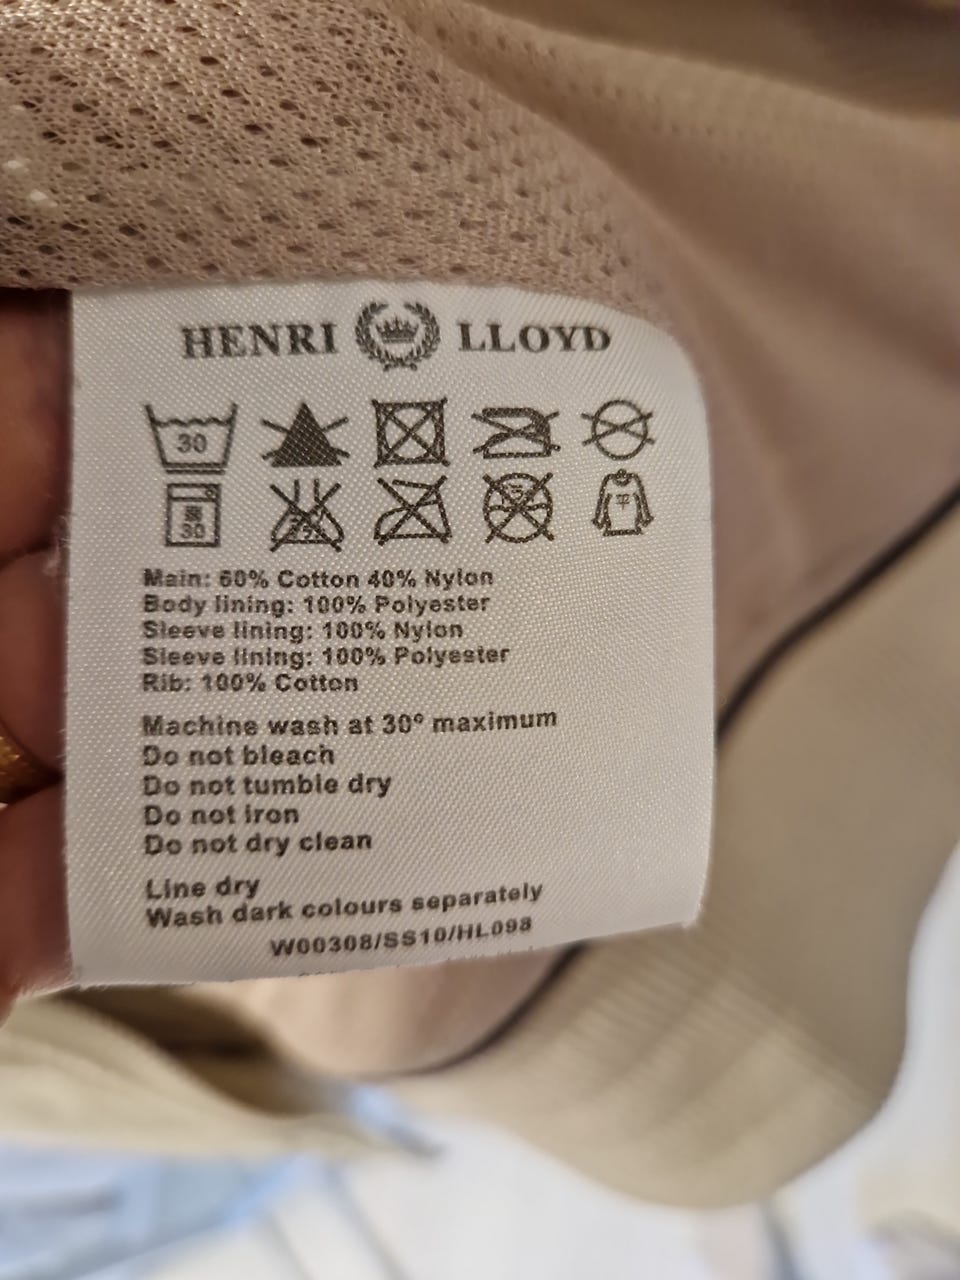 HENRI LLOYD
30
30
平
Main: 60% Cotton 40% Nylon
Body lining: 100% Polyester
Sleeve lining: 100% Nylon
Sleeve lining: 100% Polyester
Rib: 100% Cotton
Machine wash at 30° maximum
Do not bleach
Do not tumble dry
Do not iron
Do not dry clean
Line dry
Wash dark colours separately
W00308/SS10/HL098